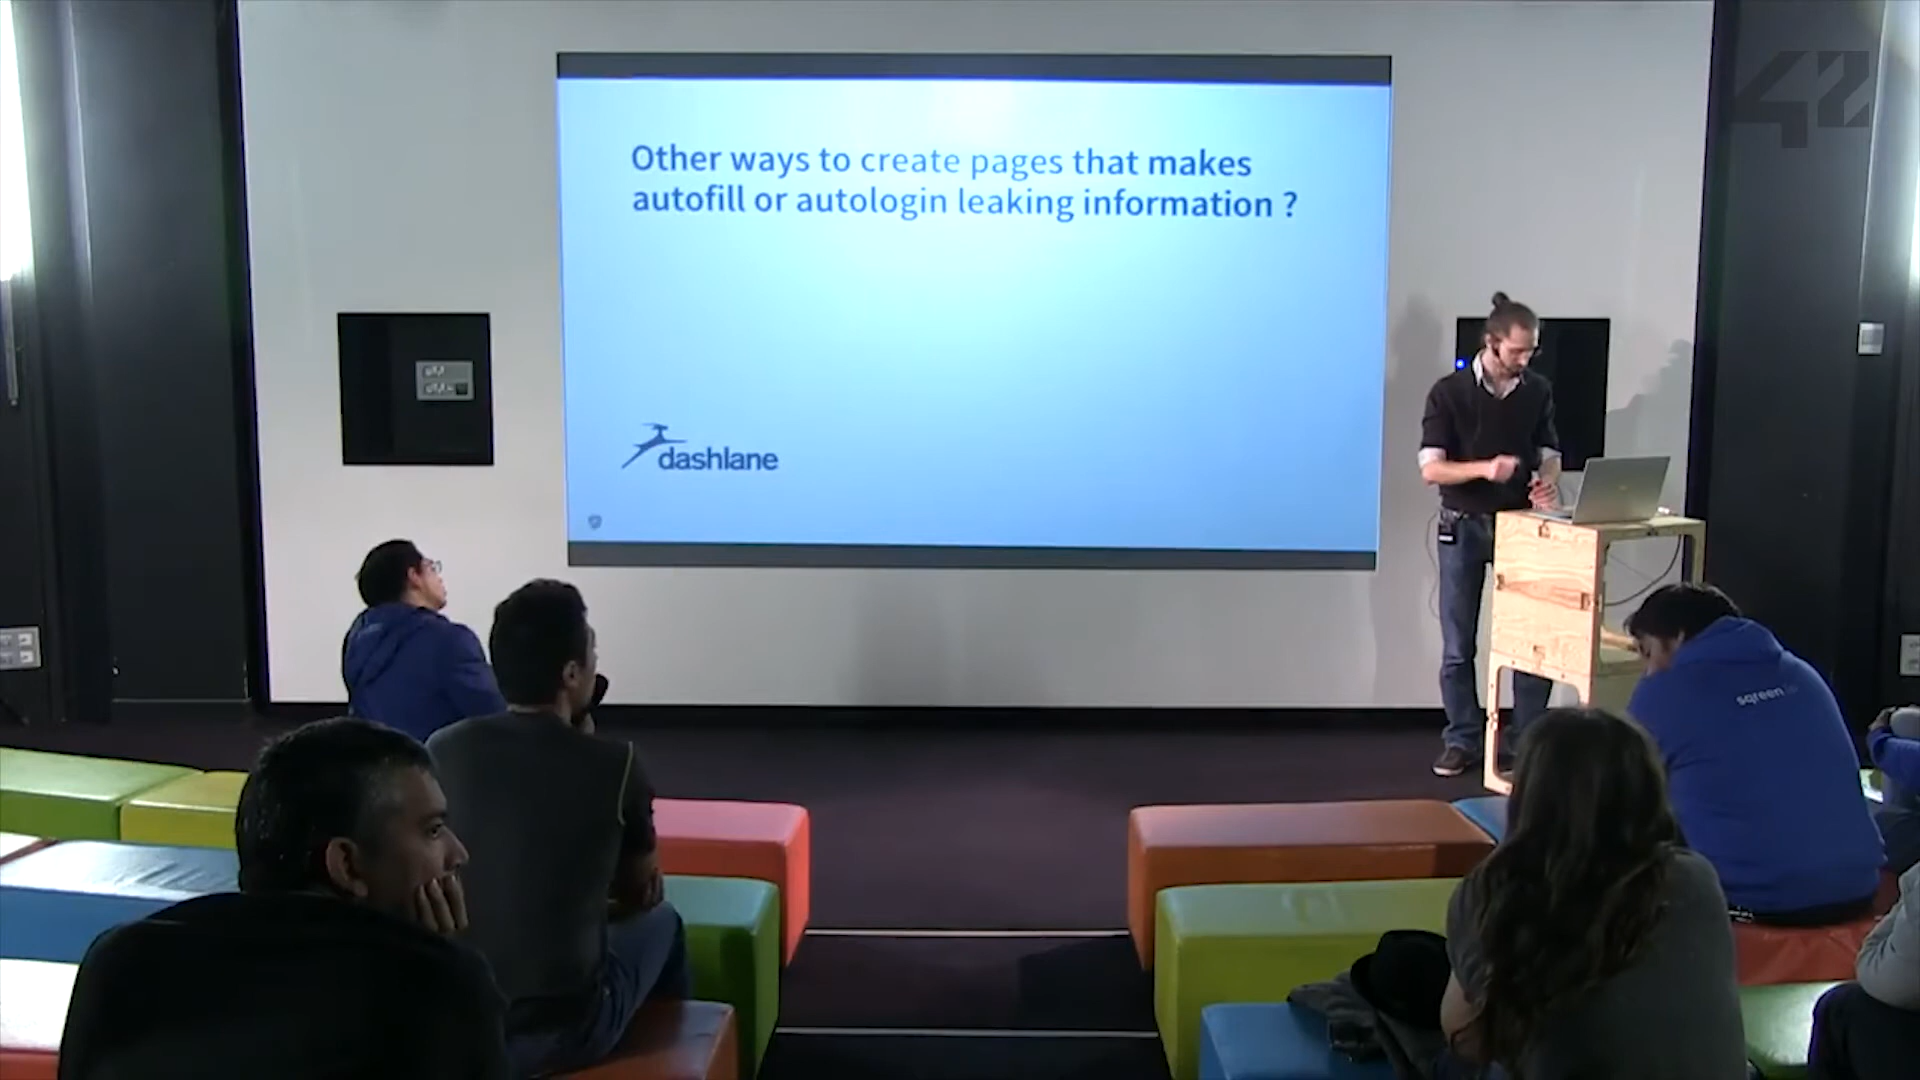 42
Other ways to create pages that makes
autofill or autologin leaking information ?
dashlane
sqreen